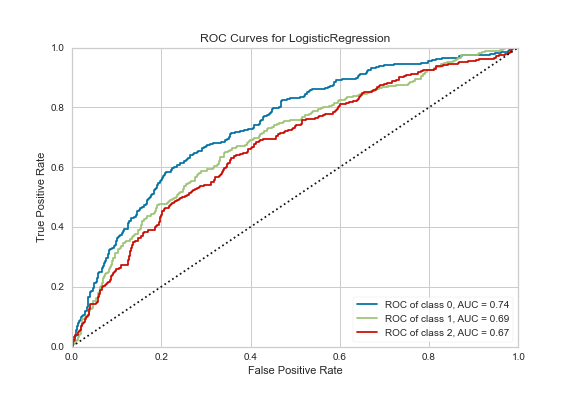 ROC Curves for LogisticRegression
1.0
0.8
0.6
0.4
0.2
0.0
True Positive Rate
ROC of class 0, AUC = 0.74
ROC of class 1, AUC = 0.69
ROC of class 2, AUC = 0.67
0.0 0.2 0.4 0.6 0.8 1.0
False Positive Rate